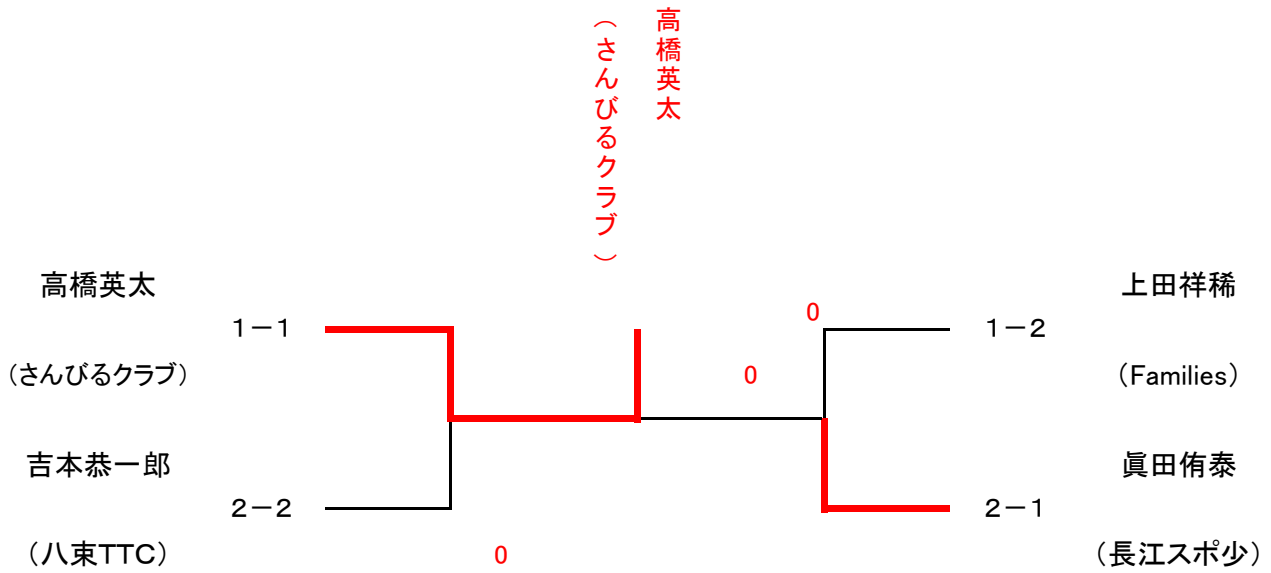 高橋英太
（さんびるクラブ）
高橋英太
1－1
（さんびるクラブ）
吉本恭一郎
2－2
（八束TTC）
0
0
0
上田祥稀
1－2
（Families）
眞田侑泰
2－1
（長江スポ少）